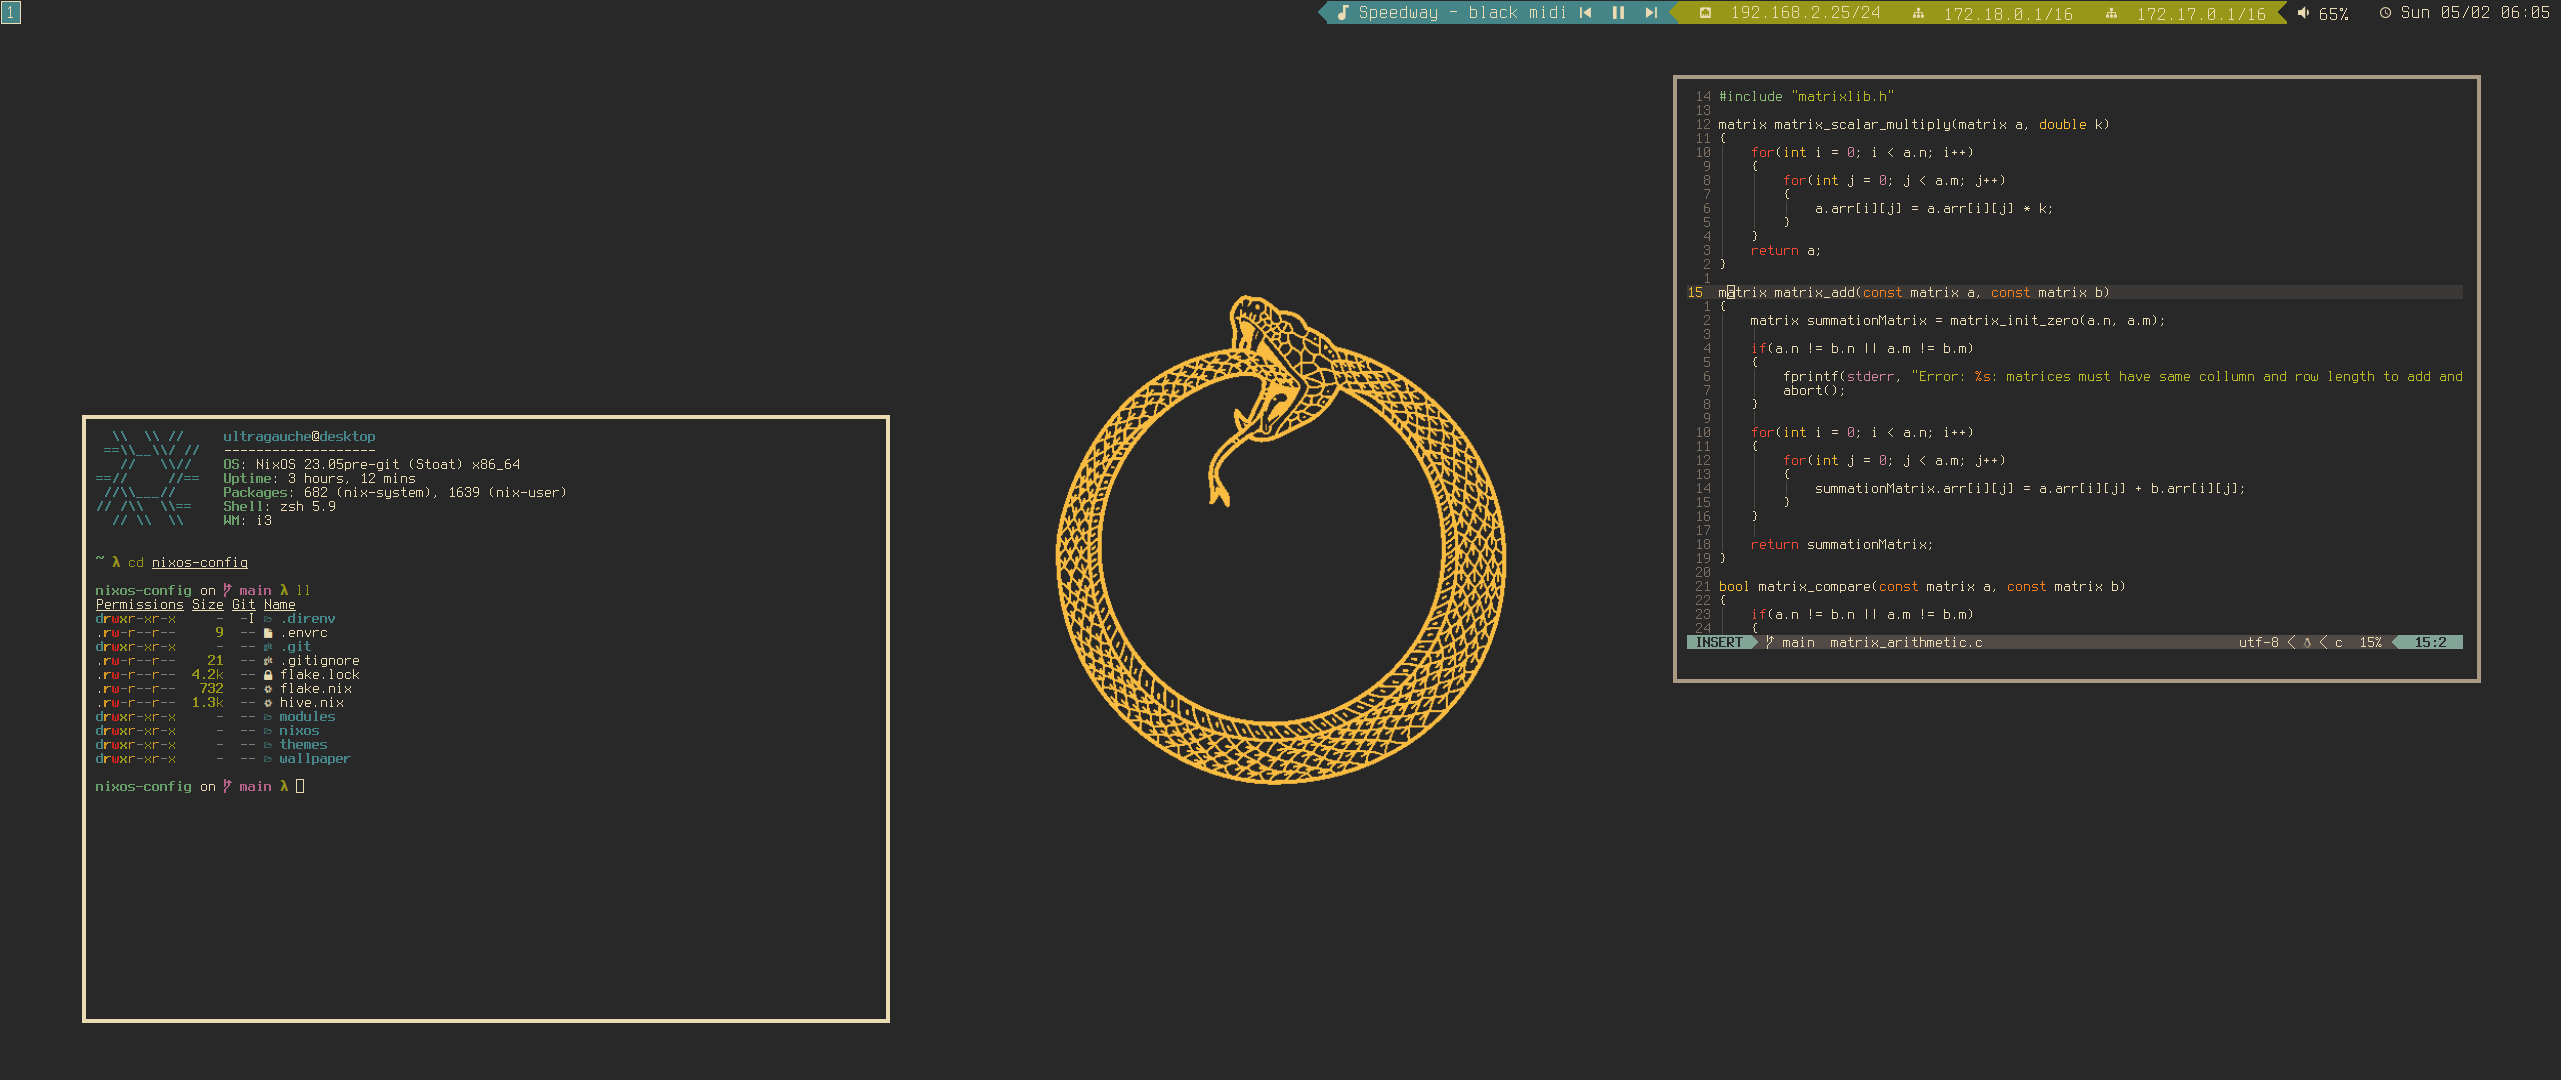 1
Speedway - black midi
192.168.2.25/24
172.18.0.1/16
172.17.0.1/16
65%
Sun 05/02 06:05
  \\  \\ //
 ==\\__\\/ //
   //   \\//
==//     //==
 //\\___//
// /\\  \\==
  // \\  \\
ultragauche@desktop
-------------------
OS: NixOS 23.05pre-git (Stoat) x86_64
Uptime: 3 hours, 12 mins
Packages: 682 (nix-system), 1639 (nix-user)
Shell: zsh 5.9
WM: i3
~ λ cd nixos-config
nixos-config on main λ ll
Permissions Size Git Name
drwxr-xr-x - -- .direnv
.rw-r--r-- 9 -- .envrc
drwxr-xr-x - -- .git
.rw-r--r-- 21 -- .gitignore
.rw-r--r-- 4.2k -- flake.lock
.rw-r--r-- 732 -- flake.nix
.rw-r--r-- 1.3k -- hive.nix
drwxr-xr-x - -- modules
drwxr-xr-x - -- nixos
drwxr-xr-x - -- themes
drwxr-xr-x - -- wallpaper
nixos-config on main λ
14 #include "matrixlib.h"
13
12 matrix matrix_scalar_multiply(matrix a, double k)
11 {
10     for(int i = 0; i < a.n; i++)
9     {
8         for(int j = 0; j < a.m; j++)
7         {
6             a.arr[i][j] = a.arr[i][j] * k;
5         }
4     }
3     return a;
2 }
1
15 matrix matrix_add(const matrix a, const matrix b)
1 {
2     matrix summationMatrix = matrix_init_zero(a.n, a.m);
3
4     if(a.n != b.n || a.m != b.m)
5     {
6         fprintf(stderr, "Error: %s: matrices must have same collumn and row length to add and
7         abort();
8     }
9
10     for(int i = 0; i < a.n; i++)
11     {
12         for(int j = 0; j < a.m; j++)
13         {
14             summationMatrix.arr[i][j] = a.arr[i][j] + b.arr[i][j];
15         }
16     }
17
18     return summationMatrix;
19 }
20
21 bool matrix_compare(const matrix a, const matrix b)
22 {
23     if(a.n != b.n || a.m != b.m)
24     {
INSERT main matrix_arithmetic.c utf-8 < < c 15% 15:2